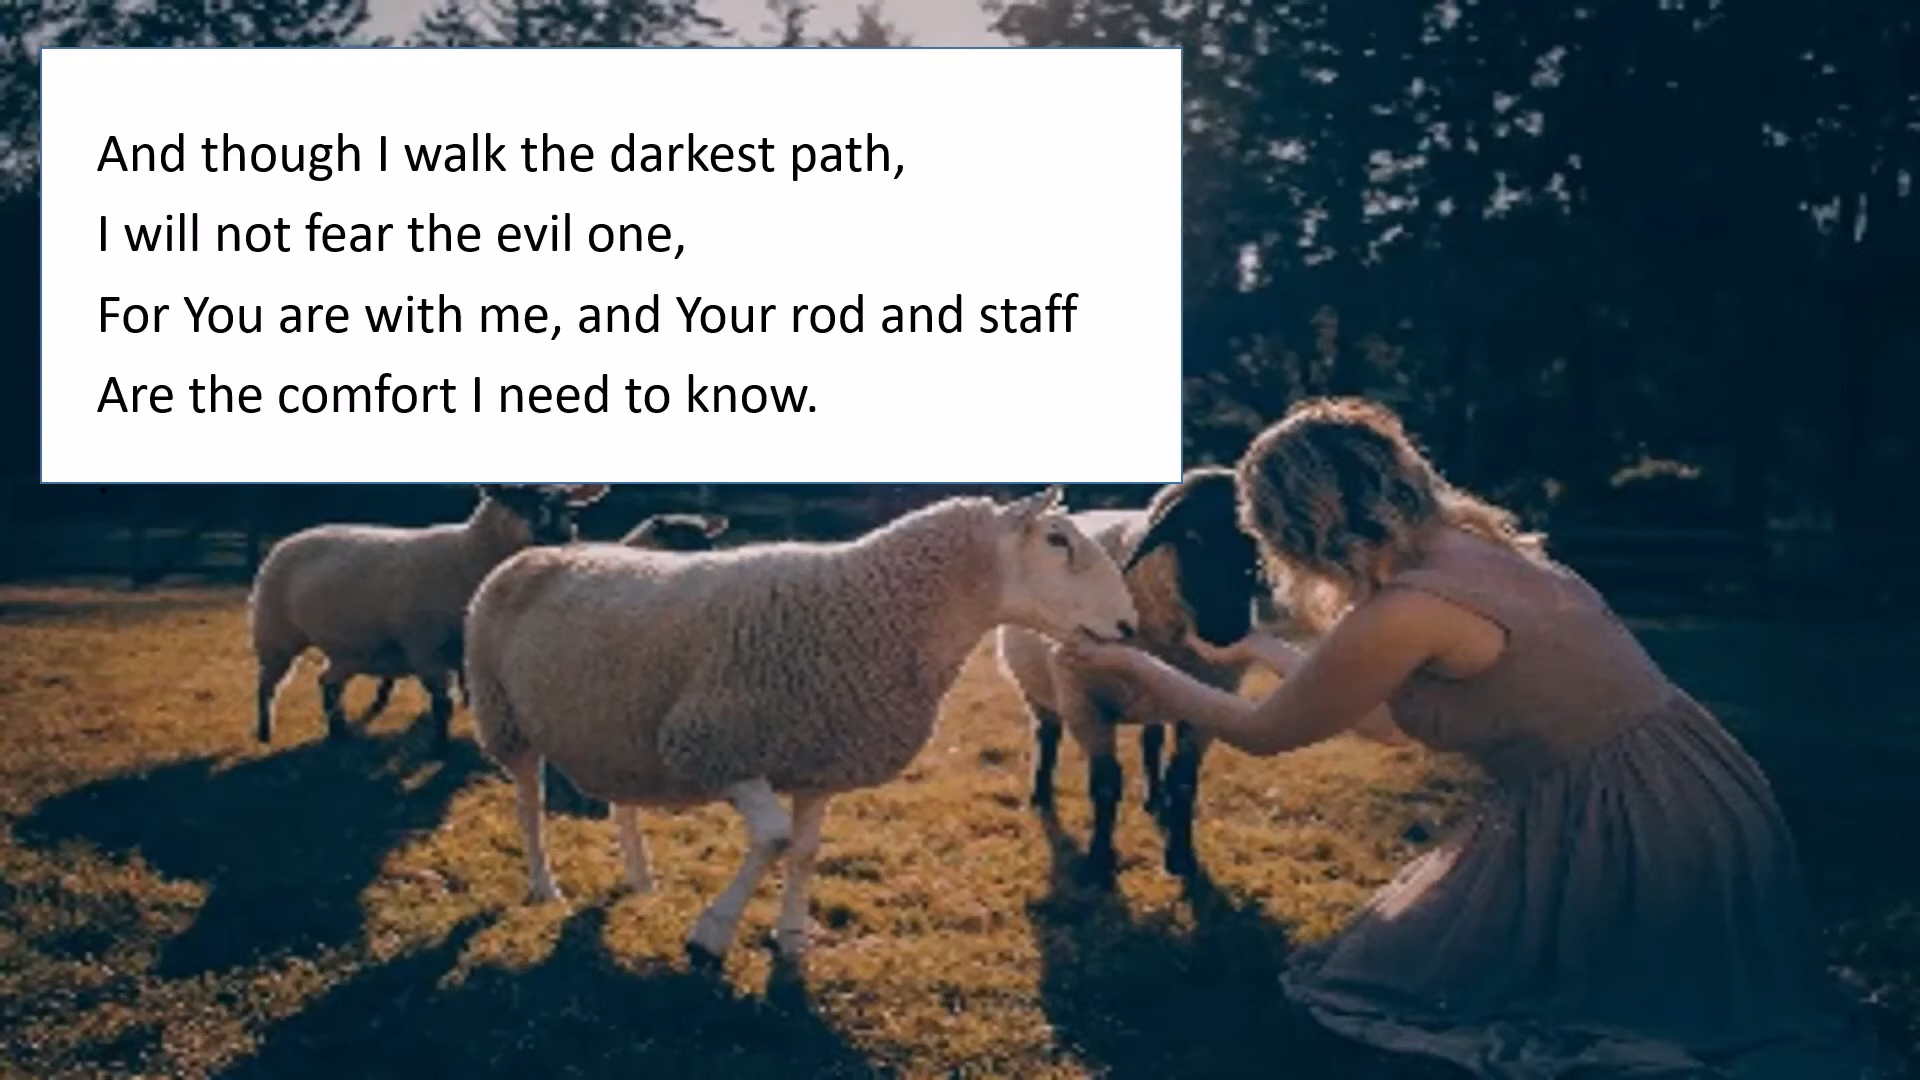 And though I walk the darkest path,
I will not fear the evil one,
For You are with me, and Your rod and staff
Are the comfort I need to know.